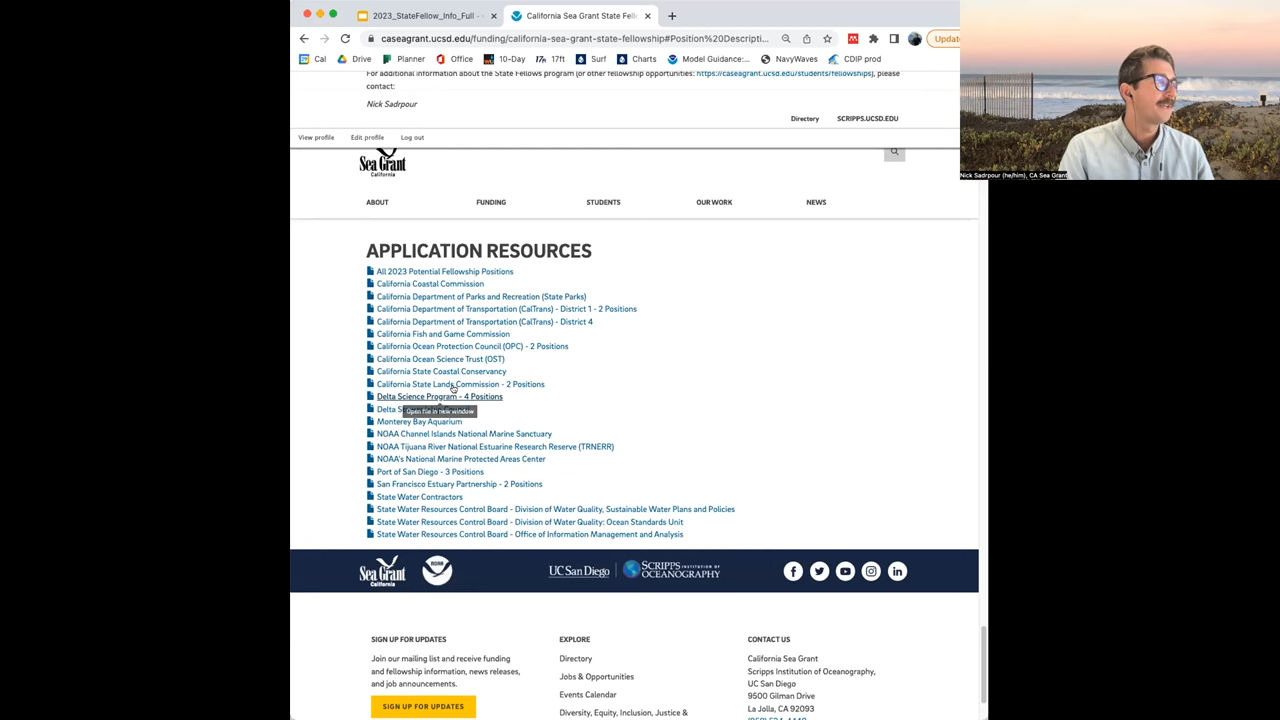 2023_StateFellow_Info_Full -
California Sea Grant State Fell
caseagrant.ucsd.edu/funding/california-sea-grant-state-fellowship#Position%20Descripti...
Update
Cal
Drive
Planner
Office
10-Day
17ft
Surf
Charts
Model Guidance:...
NavyWaves
CDIP prod
For additional information about the State Fellows program (or other fellowship opportunities: https://caseagrant.ucsd.edu/students/fellowships), please
contact:
Nick Sadrpour
Directory
SCRIPPS.UCSD.EDU
View profile
Edit profile
Log out
Sea Grant
California
ABOUT
FUNDING
STUDENTS
OUR WORK
NEWS
Nick Sadrpour (he/him), CA Sea Grant
APPLICATION RESOURCES
All 2023 Potential Fellowship Positions
California Coastal Commission
California Department of Parks and Recreation (State Parks)
California Department of Transportation (CalTrans) - District 1 - 2 Positions
California Department of Transportation (CalTrans) - District 4
California Fish and Game Commission
California Ocean Protection Council (OPC) - 2 Positions
California Ocean Science Trust (OST)
California State Coastal Conservancy
California State Lands Commission - 2 Positions
Delta Science Program - 4 Positions
Delta
Open file in new window
Monterey Bay Aquarium
NOAA Channel Islands National Marine Sanctuary
NOAA Tijuana River National Estuarine Research Reserve (TRNERR)
NOAA's National Marine Protected Areas Center
Port of San Diego - 3 Positions
San Francisco Estuary Partnership - 2 Positions
State Water Contractors
State Water Resources Control Board - Division of Water Quality, Sustainable Water Plans and Policies
State Water Resources Control Board - Division of Water Quality: Ocean Standards Unit
State Water Resources Control Board - Office of Information Management and Analysis
Sea Grant
California
NOAA
UC San Diego
SCRIPPS INSTITUTION OF
OCEANOGRAPHY
SIGN UP FOR UPDATES
Join our mailing list and receive funding
and fellowship information, news releases,
and job announcements.
SIGN UP FOR UPDATES
EXPLORE
Directory
Jobs & Opportunities
Events Calendar
Diversity, Equity, Inclusion, Justice &
CONTACT US
California Sea Grant
Scripps Institution of Oceanography,
UC San Diego
9500 Gilman Drive
La Jolla, CA 92093